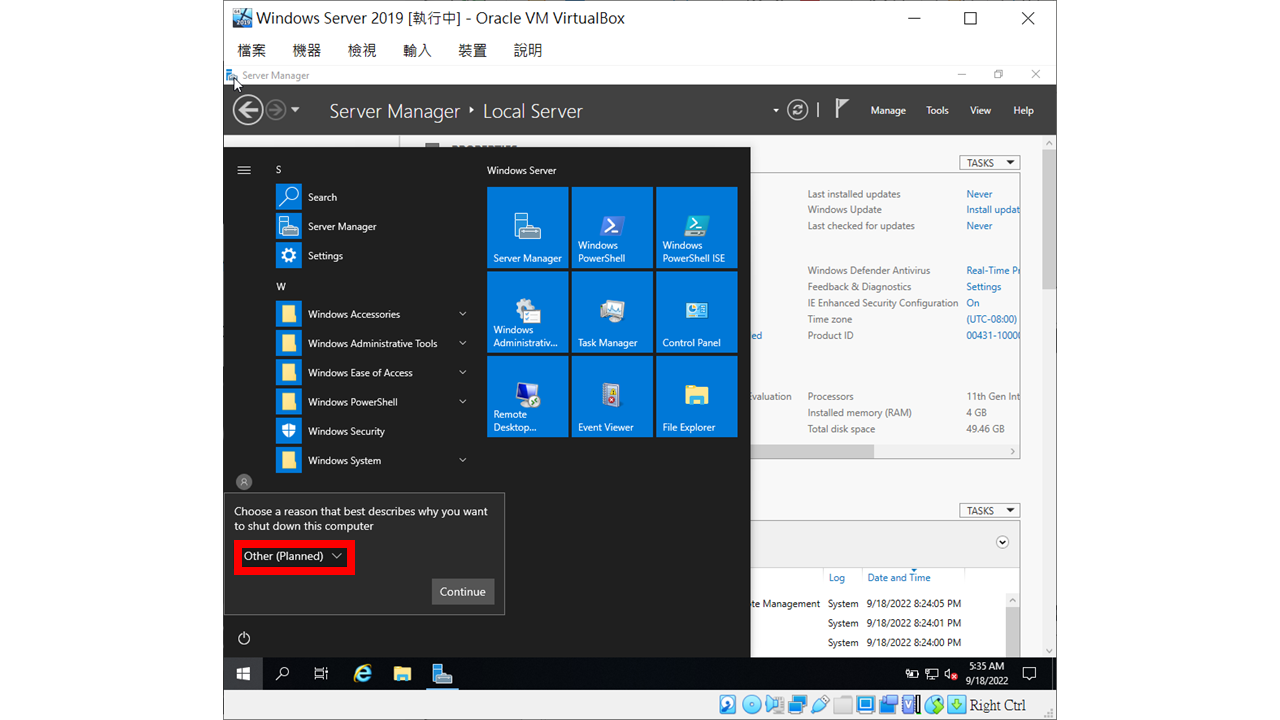 Windows Server 2019 [執行中] - Oracle VM VirtualBox
檔案 機器 檢視 輸入 裝置 說明
Server Manager
Server Manager Local Server
Manage Tools View Help
TASKS
S
Search
Server Manager
Settings
W
Windows Accessories
Windows Administrative Tools
Windows Ease of Access
Windows PowerShell
Windows Security
Windows System
Windows Server
Server Manager
Windows
PowerShell
Windows
PowerShell ISE
Windows
Administrativ...
Task Manager
Control Panel
Remote
Desktop...
Event Viewer
File Explorer
Last installed updates Never
Windows Update Install updat
Last checked for updates Never
Windows Defender Antivirus Real-Time Pr
Feedback & Diagnostics Settings
IE Enhanced Security Configuration On
Time zone (UTC-08:00)
ed Product ID 00431-10000
valuation Processors 11th Gen Int
Installed memory (RAM) 4 GB
Total disk space 49.46 GB
Choose a reason that best describes why you want
to shut down this computer
Other (Planned)
Continue
TASKS
Log Date and Time
te Management System 9/18/2022 8:24:05 PM
System 9/18/2022 8:24:01 PM
System 9/18/2022 8:24:00 PM
5:35 AM
9/18/2022
Right Ctrl